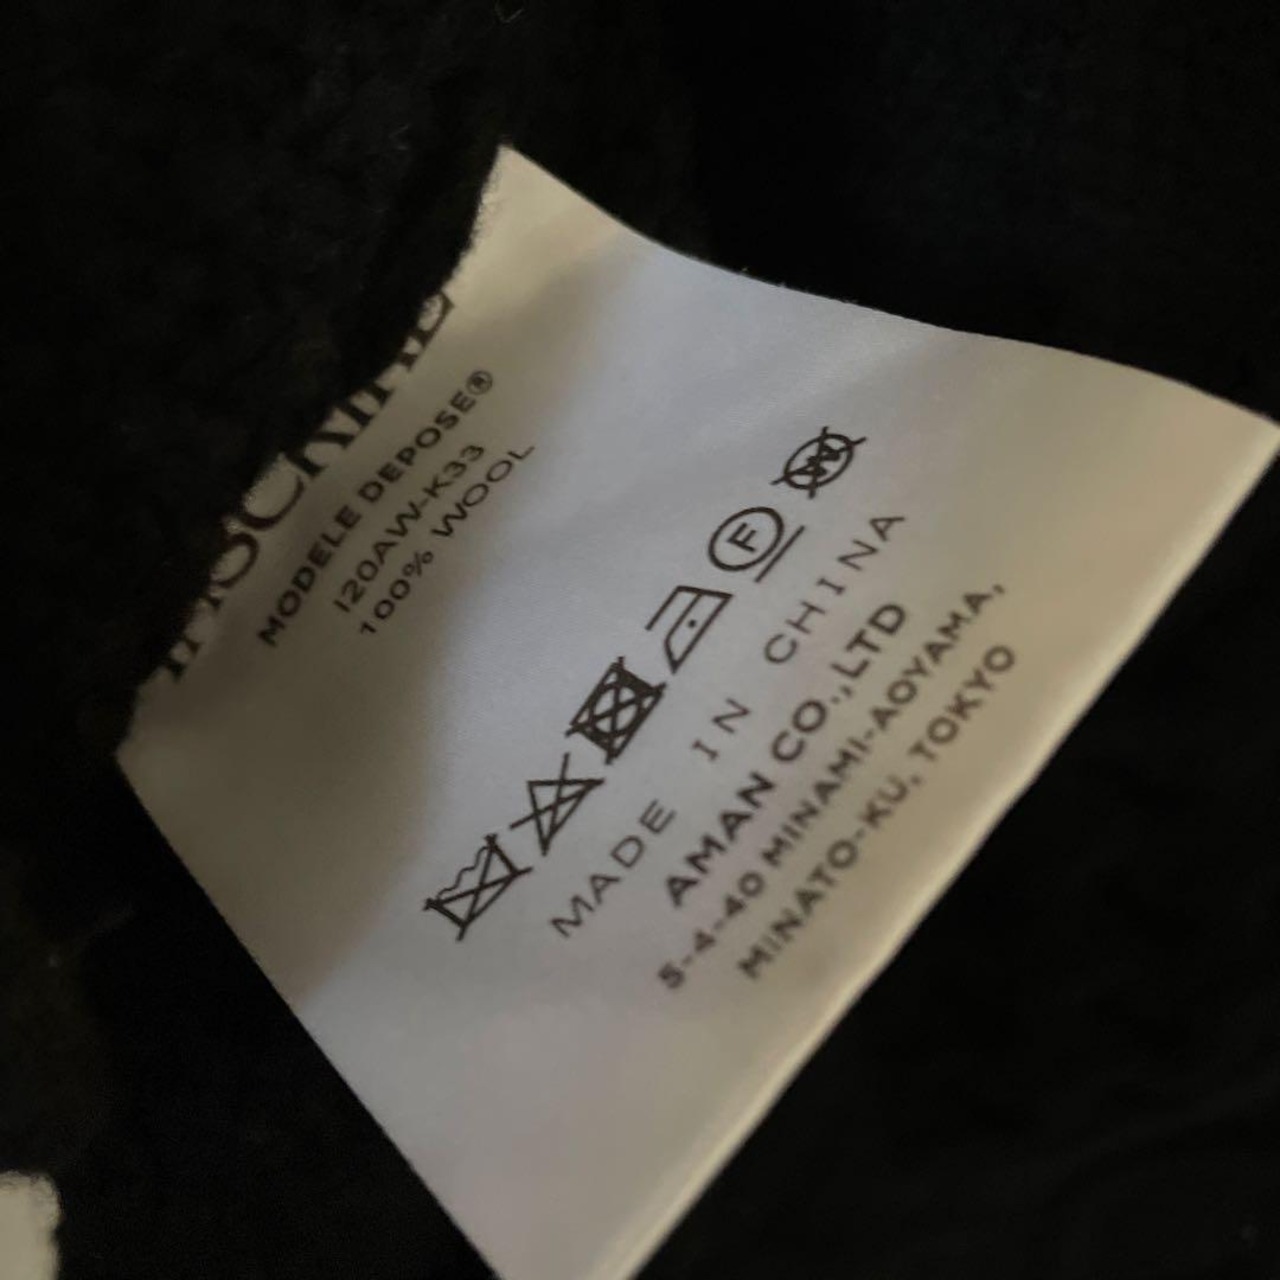 MODELE DEPOSE®
I20AW-K33
100% WOOL
F
W
MADE IN CHINA
AMAN CO.,LTD
5-4-40 MINAMI-AOYAMA,
MINATO-KU, TOKYO